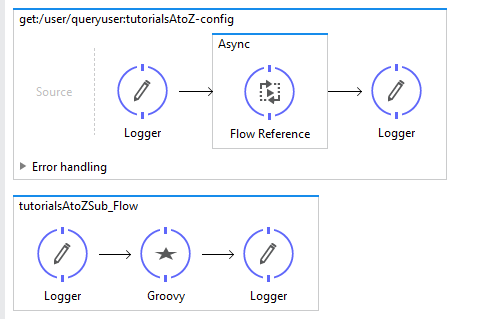 get:/user/queryuser:tutorialsAtoZ-config
Async
Source
Logger
Flow Reference
Logger
Error handling
tutorialsAtoZSub_Flow
Logger
Groovy
Logger